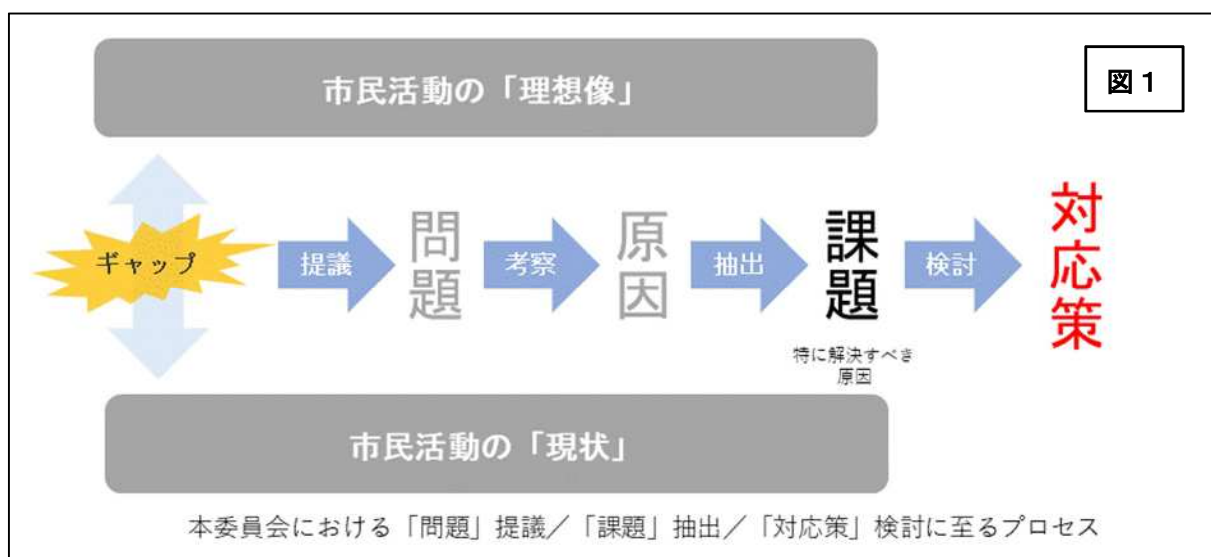 市民活動の「理想像」
図１
ギャップ
提議
問題
考察
原因
抽出
課題
特に解決すべき
原因
検討
対応策
市民活動の「現状」
本委員会における「問題」提議／「課題」抽出／「対応策」検討に至るプロセス